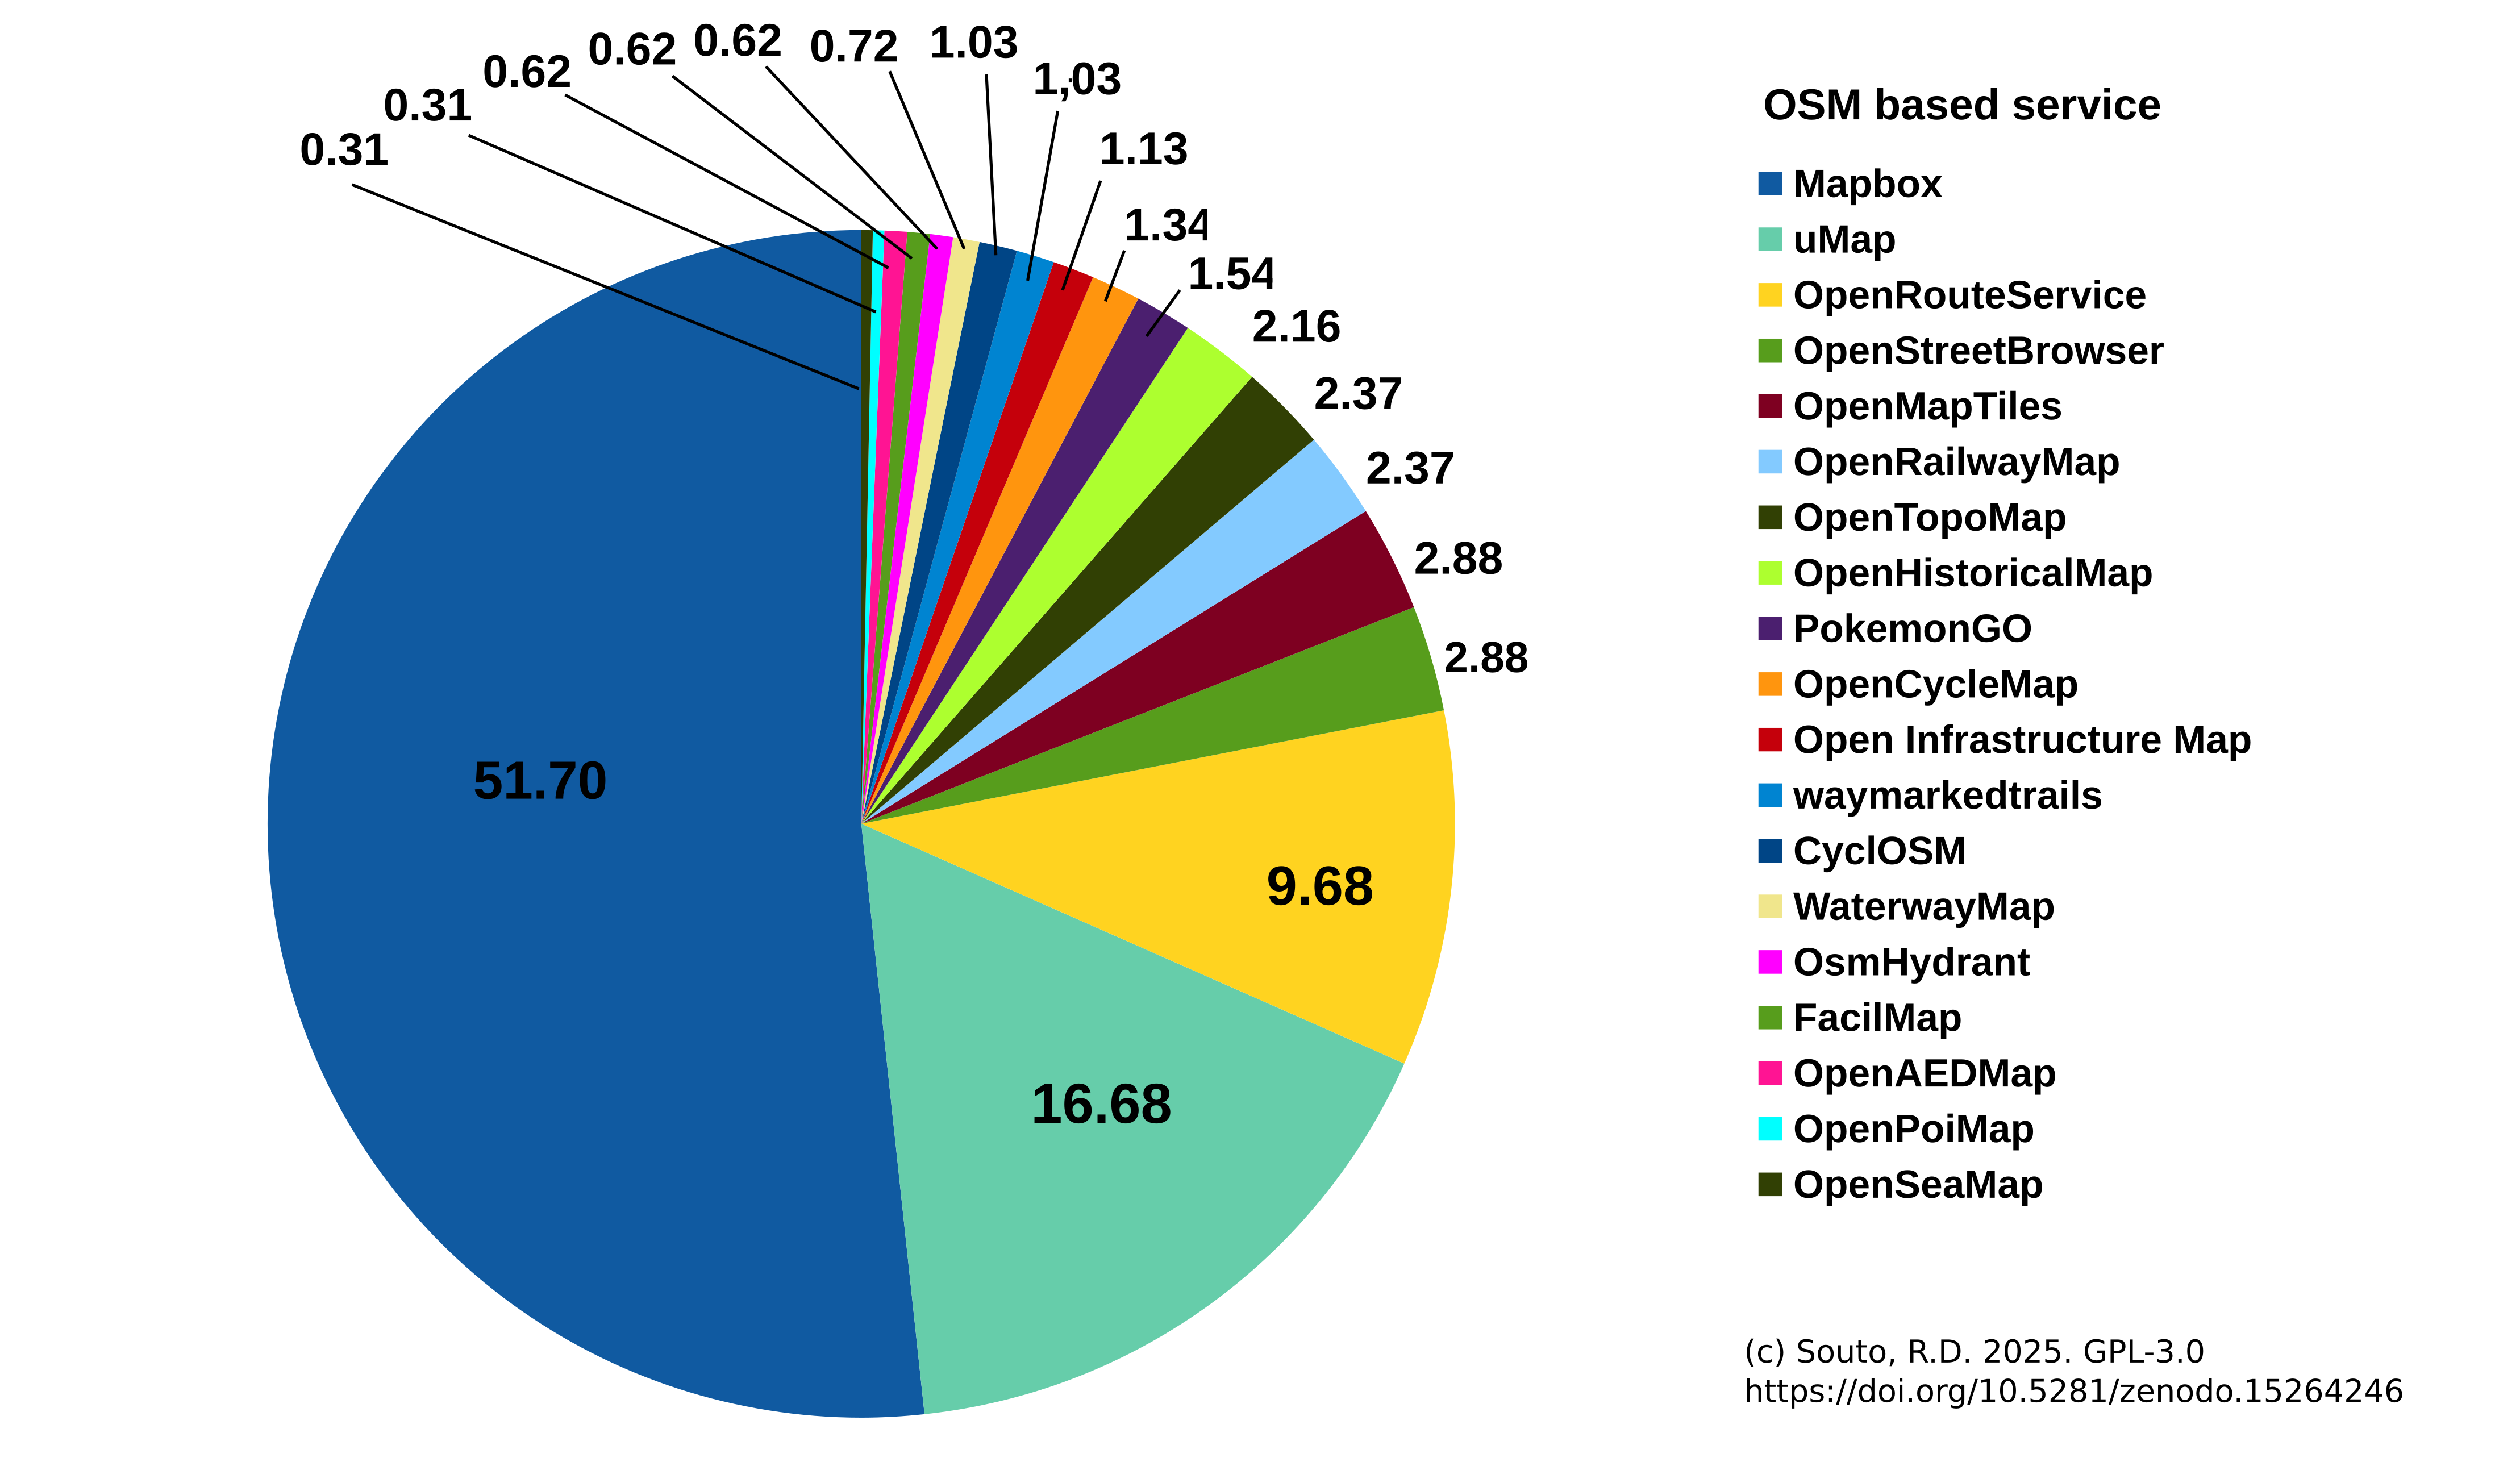 0.31
0.31
0.62
0.62
0.62
0.72
1.03
1,03
1.13
1.34
1.54
2.16
2.37
2.37
2.88
2.88
51.70
9.68
16.68
OSM based service
Mapbox
uMap
OpenRouteService
OpenStreetBrowser
OpenMapTiles
OpenRailwayMap
OpenTopoMap
OpenHistoricalMap
PokemonGO
OpenCycleMap
Open Infrastructure Map
waymarkedtrails
CyclOSM
WaterwayMap
OsmHydrant
FacilMap
OpenAEDMap
OpenPoiMap
OpenSeaMap
(c) Souto, R.D. 2025. GPL-3.0
https://doi.org/10.5281/zenodo.15264246